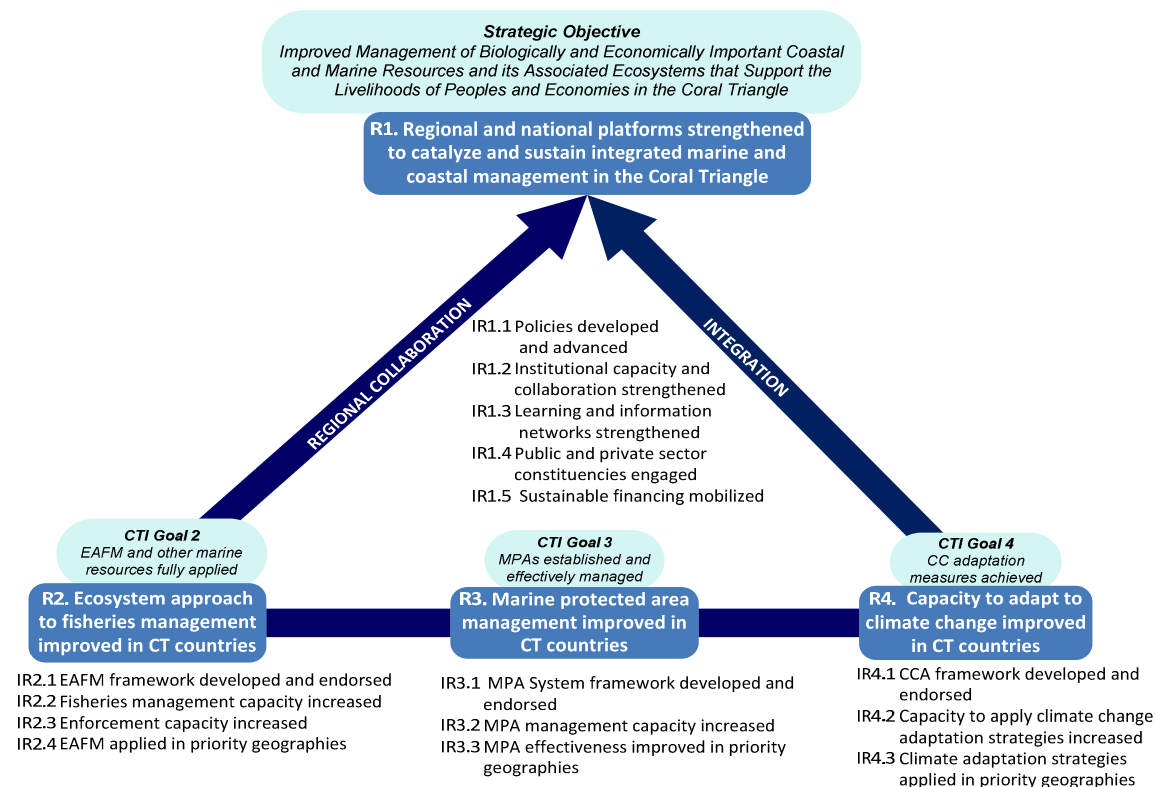 Strategic Objective
Improved Management of Biologically and Economically Important Coastal
and Marine Resources and its Associated Ecosystems that Support the
Livelihoods of Peoples and Economies in the Coral Triangle
R1. Regional and national platforms strengthened
to catalyze and sustain integrated marine and
coastal management in the Coral Triangle
REGIONAL COLLABORATION
INTEGRATION
IR1.1 Policies developed
and advanced
IR1.2 Institutional capacity and
collaboration strengthened
IR1.3 Learning and information
networks strengthened
IR1.4 Public and private sector
constituencies engaged
IR1.5 Sustainable financing mobilized
CTI Goal 2
EAFM and other marine
resources fully applied
R2. Ecosystem approach
to fisheries management
improved in CT countries
IR2.1 EAFM framework developed and endorsed
IR2.2 Fisheries management capacity increased
IR2.3 Enforcement capacity increased
IR2.4 EAFM applied in priority geographies
CTI Goal 3
MPAs established and
effectively managed
R3. Marine protected area
management improved in
CT countries
IR3.1 MPA System framework developed and
endorsed
IR3.2 MPA management capacity increased
IR3.3 MPA effectiveness improved in priority
geographies
CTI Goal 4
CC adaptation
measures achieved
R4. Capacity to adapt to
climate change improved
in CT countries
IR4.1 CCA framework developed and
endorsed
IR4.2 Capacity to apply climate change
adaptation strategies increased
IR4.3 Climate adaptation strategies
applied in priority geographies